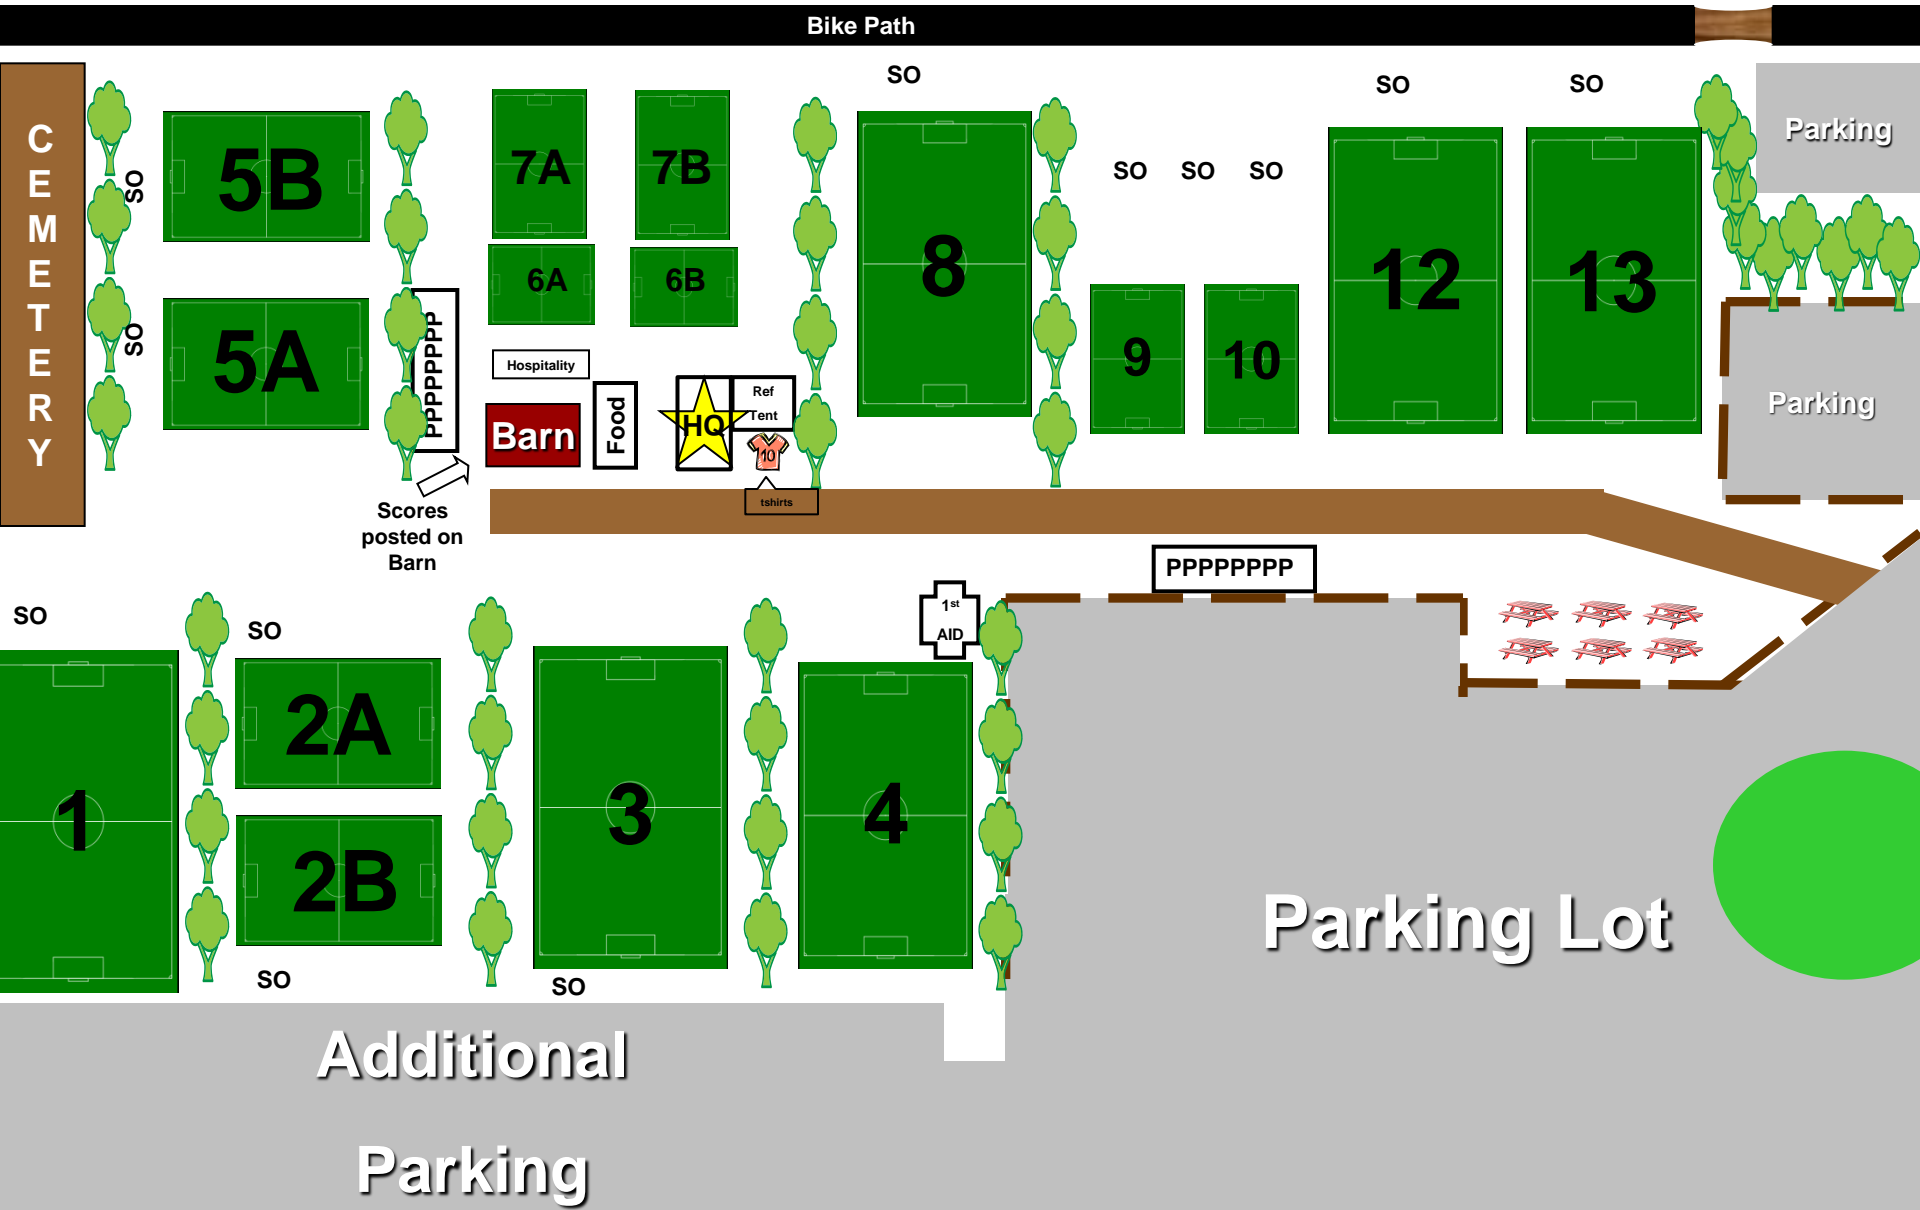 Bike Path
SO
SO
SO
Parking
CEMETERY
SO
5B
7A
7B
SO
SO
SO
8
12
13
6A
6B
SO
5A
PPPPPPPP
Hospitality
9
10
Parking
Barn
Food
HQ
Ref
Tent
10
tshirts
Scores
posted on
Barn
PPPPPPPP
1st
AID
SO
SO
1
2A
3
4
2B
SO
SO
Parking Lot
Additional
Parking